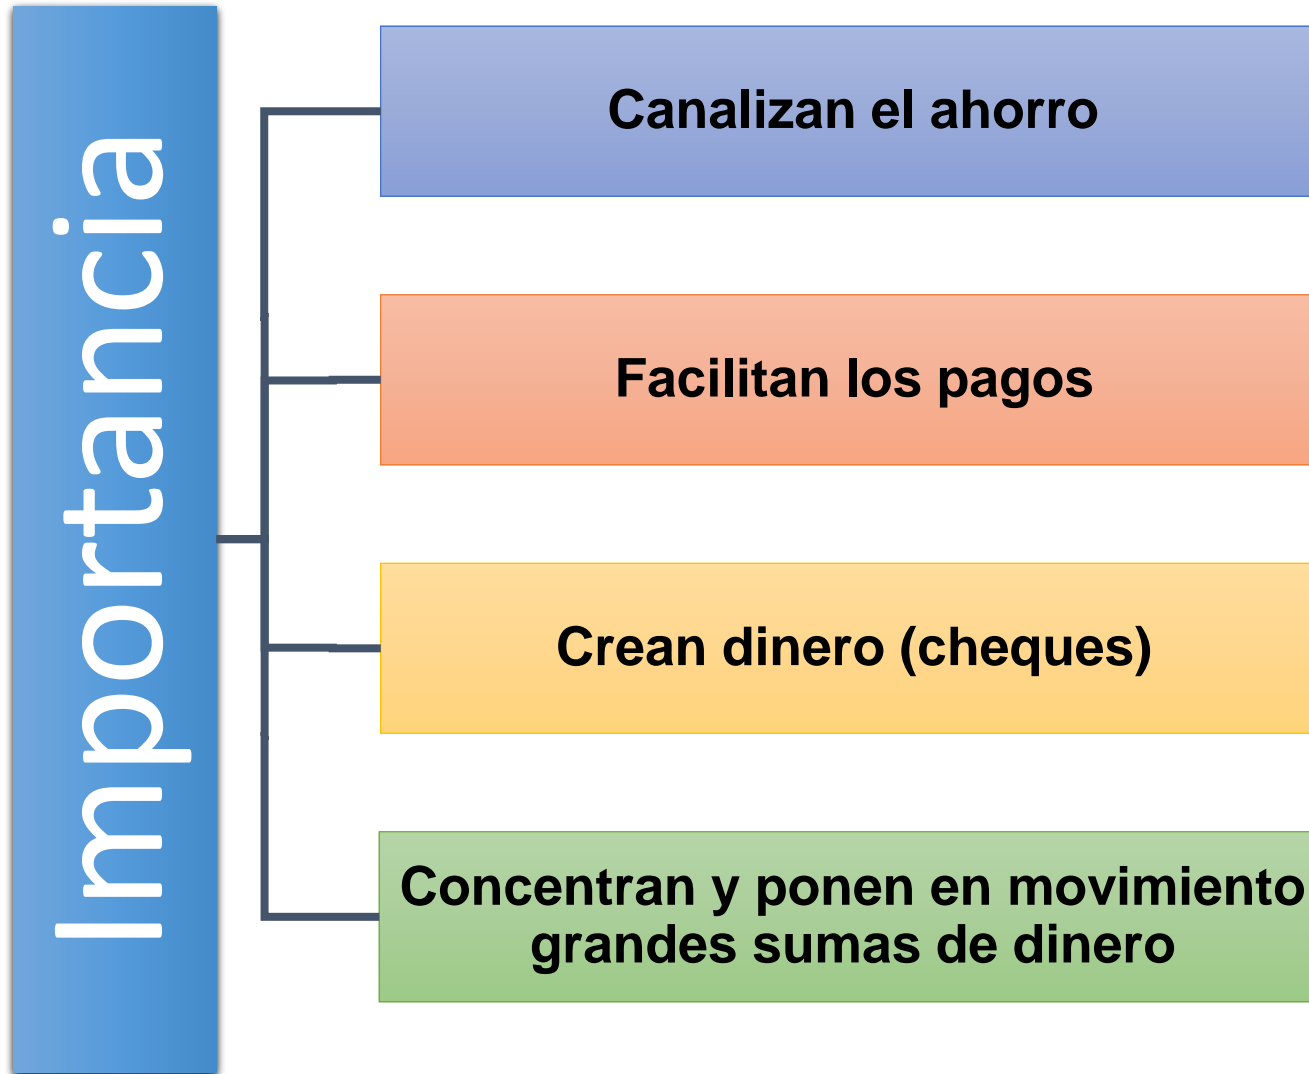 Importancia
Canalizan el ahorro
Facilitan los pagos
Crean dinero (cheques)
Concentran y ponen en movimiento
grandes sumas de dinero